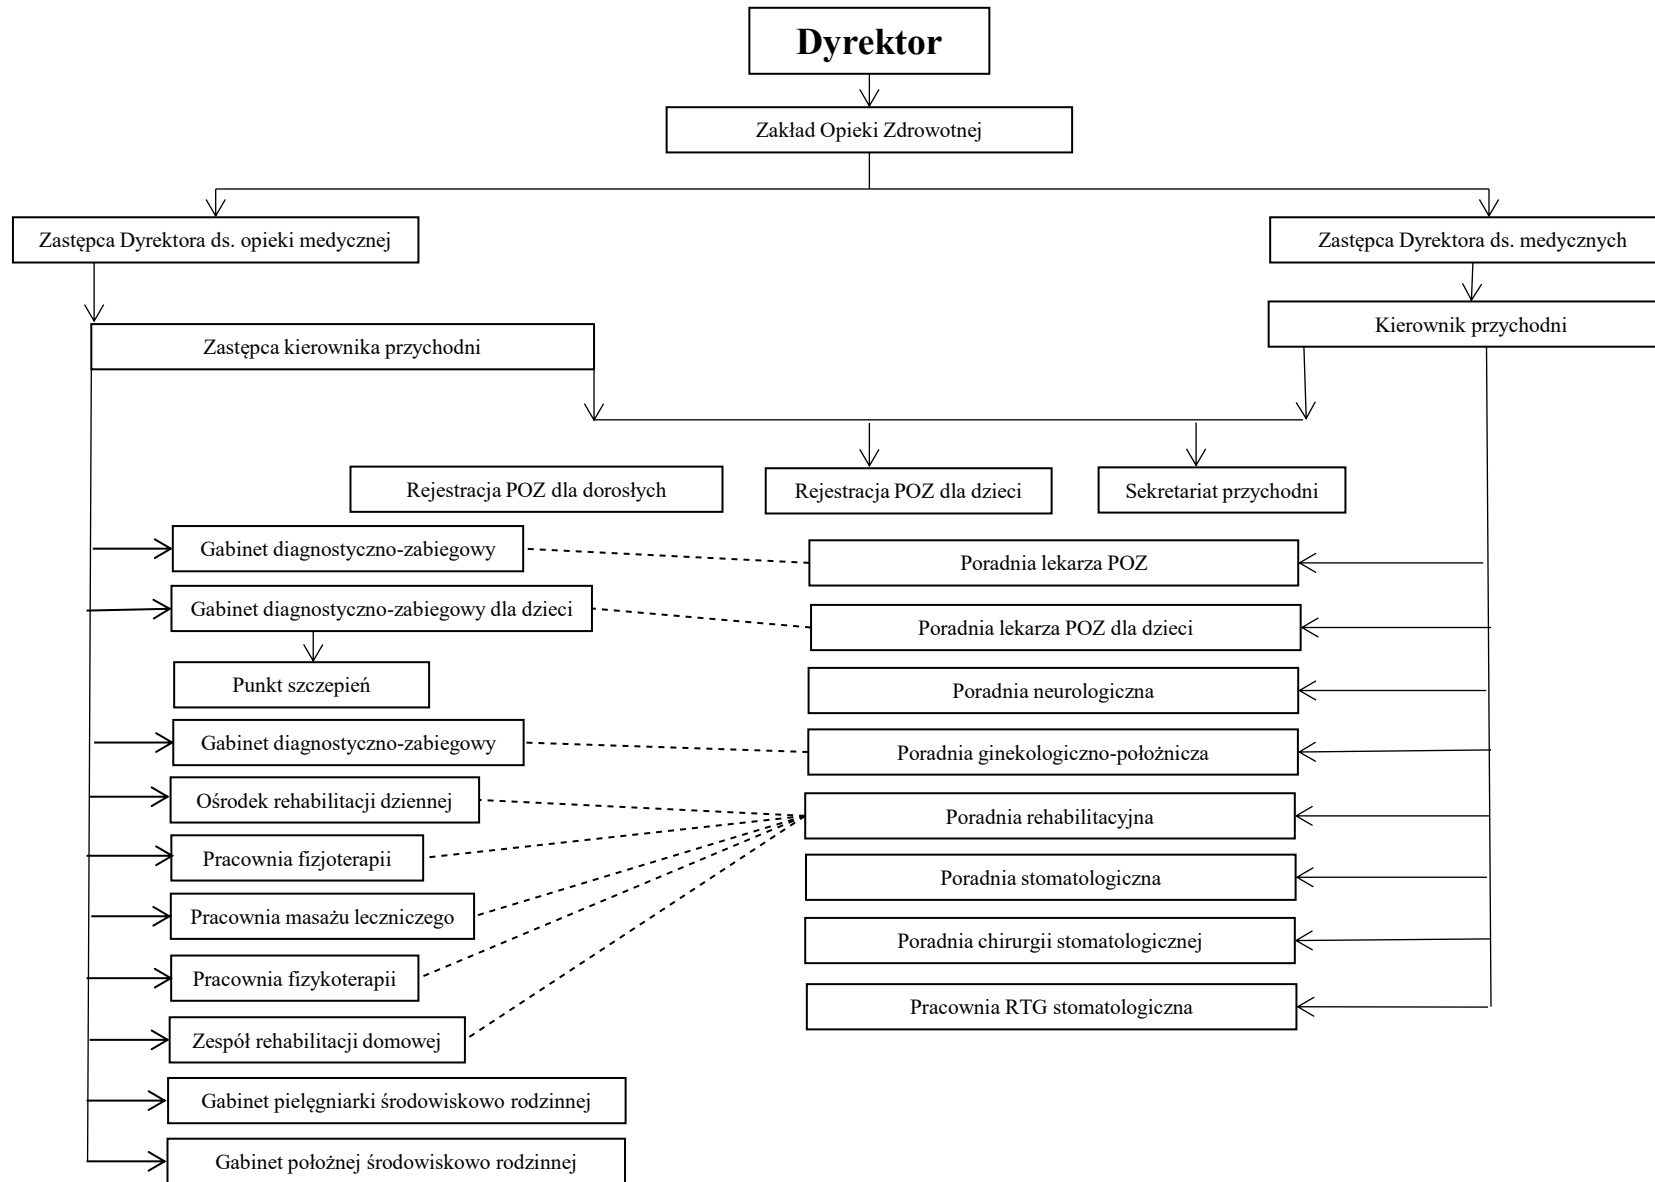 Dyrektor
Zakład Opieki Zdrowotnej
Zastępca Dyrektora ds. opieki medycznej
Zastępca Dyrektora ds. medycznych
Kierownik przychodni
Zastępca kierownika przychodni
Rejestracja POZ dla dorosłych
Rejestracja POZ dla dzieci
Sekretariat przychodni
Gabinet diagnostyczno-zabiegowy
Poradnia lekarza POZ
Gabinet diagnostyczno-zabiegowy dla dzieci
Poradnia lekarza POZ dla dzieci
Punkt szczepień
Poradnia neurologiczna
Gabinet diagnostyczno-zabiegowy
Poradnia ginekologiczno-położnicza
Ośrodek rehabilitacji dziennej
Poradnia rehabilitacyjna
Pracownia fizjoterapii
Poradnia stomatologiczna
Pracownia masażu leczniczego
Poradnia chirurgii stomatologicznej
Pracownia fizykoterapii
Pracownia RTG stomatologiczna
Zespół rehabilitacji domowej
Gabinet pielęgniarki środowiskowo rodzinnej
Gabinet położnej środowiskowo rodzinnej